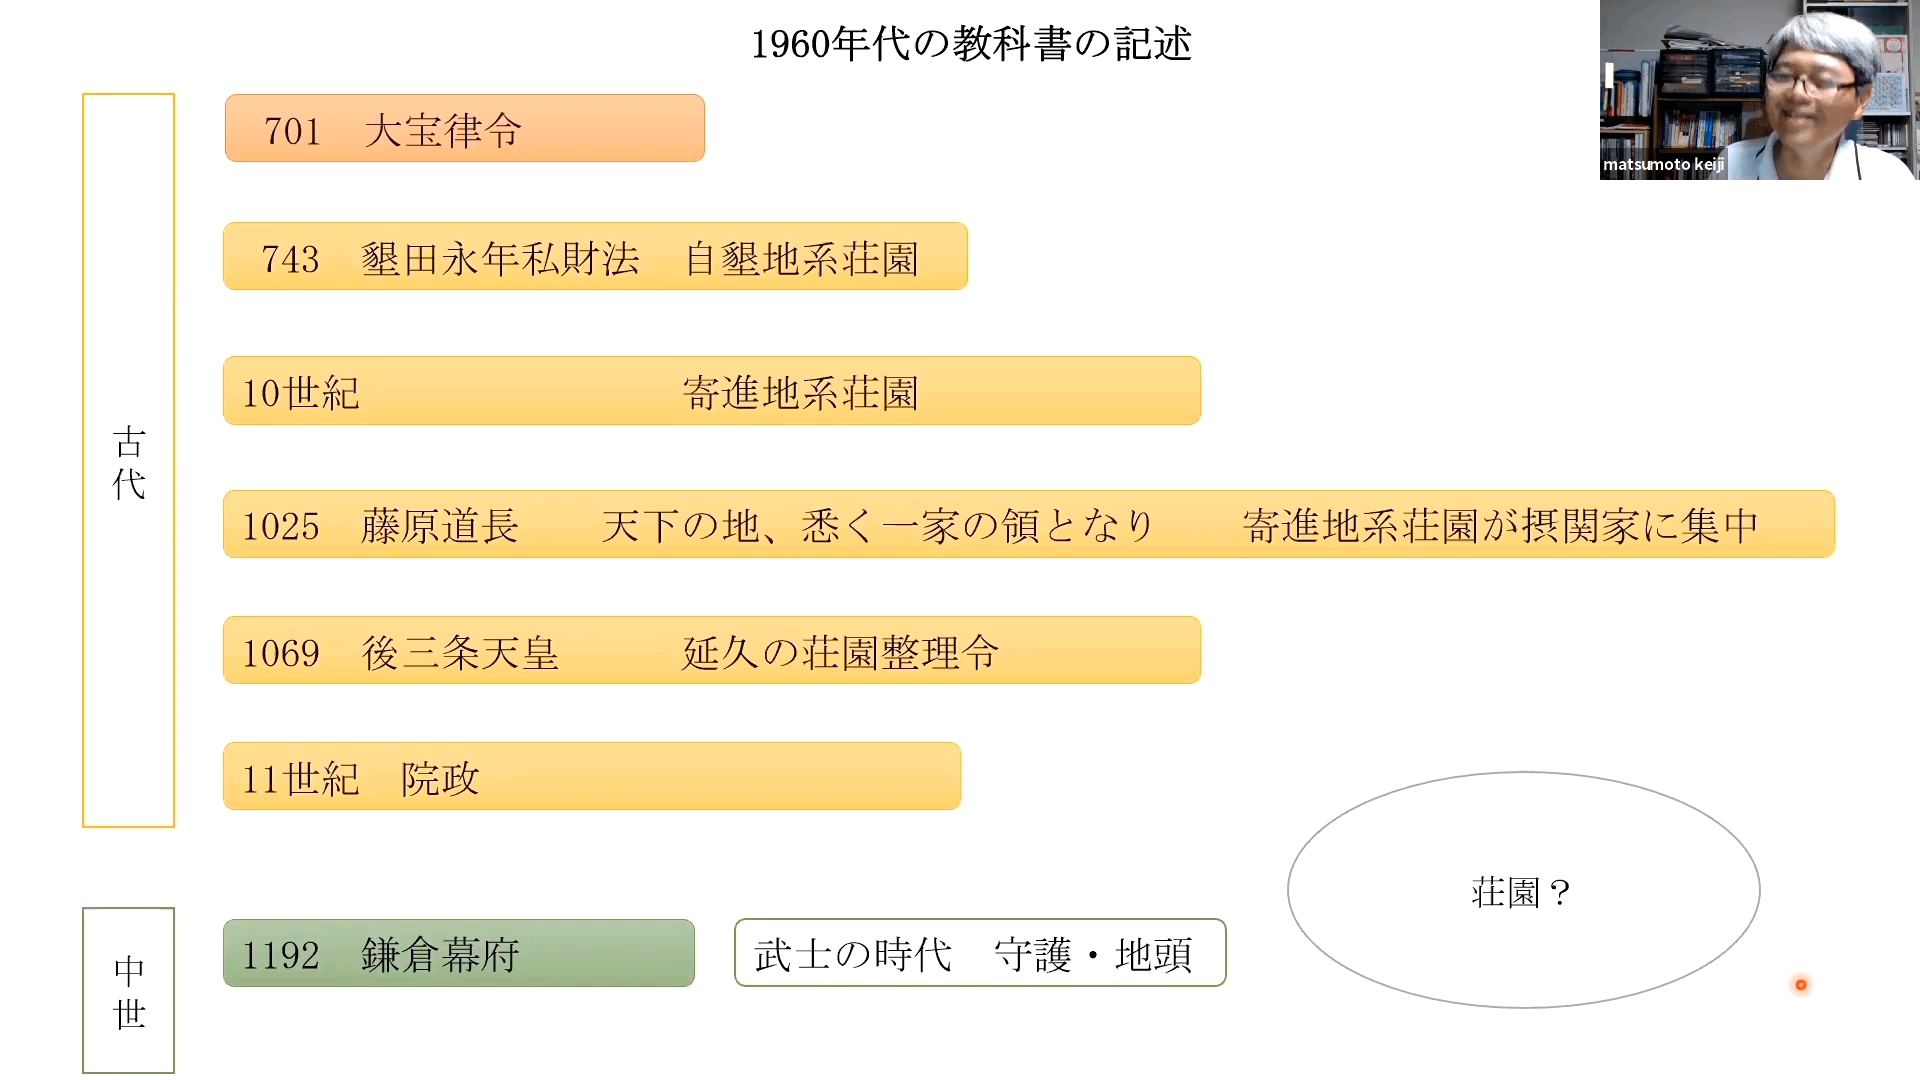 1960年代の教科書の記述
matsumoto keiji
古代
701　大宝律令
743　墾田永年私財法　自墾地系荘園
10世紀　寄進地系荘園
1025　藤原道長　天下の地、悉く一家の領となり　寄進地系荘園が摂関家に集中
1069　後三条天皇　延久の荘園整理令
11世紀　院政
荘園？
中世
1192　鎌倉幕府
武士の時代　守護・地頭